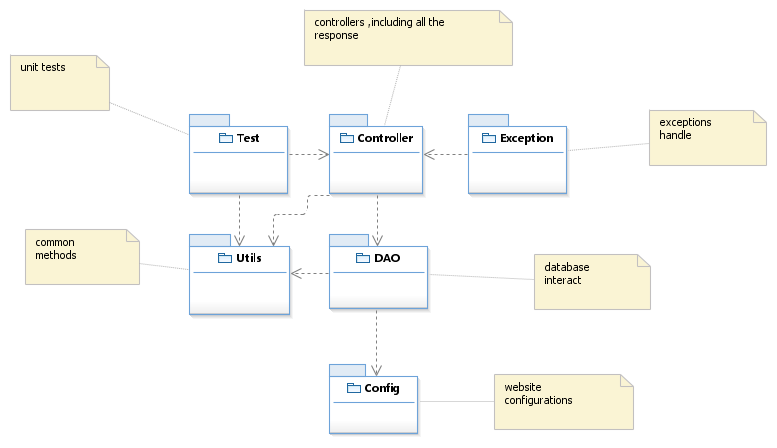 controllers ,including all the
response
unit tests
exceptions
handle
Test
Controller
Exception
common
methods
Utils
DAO
database
interact
Config
website
configurations